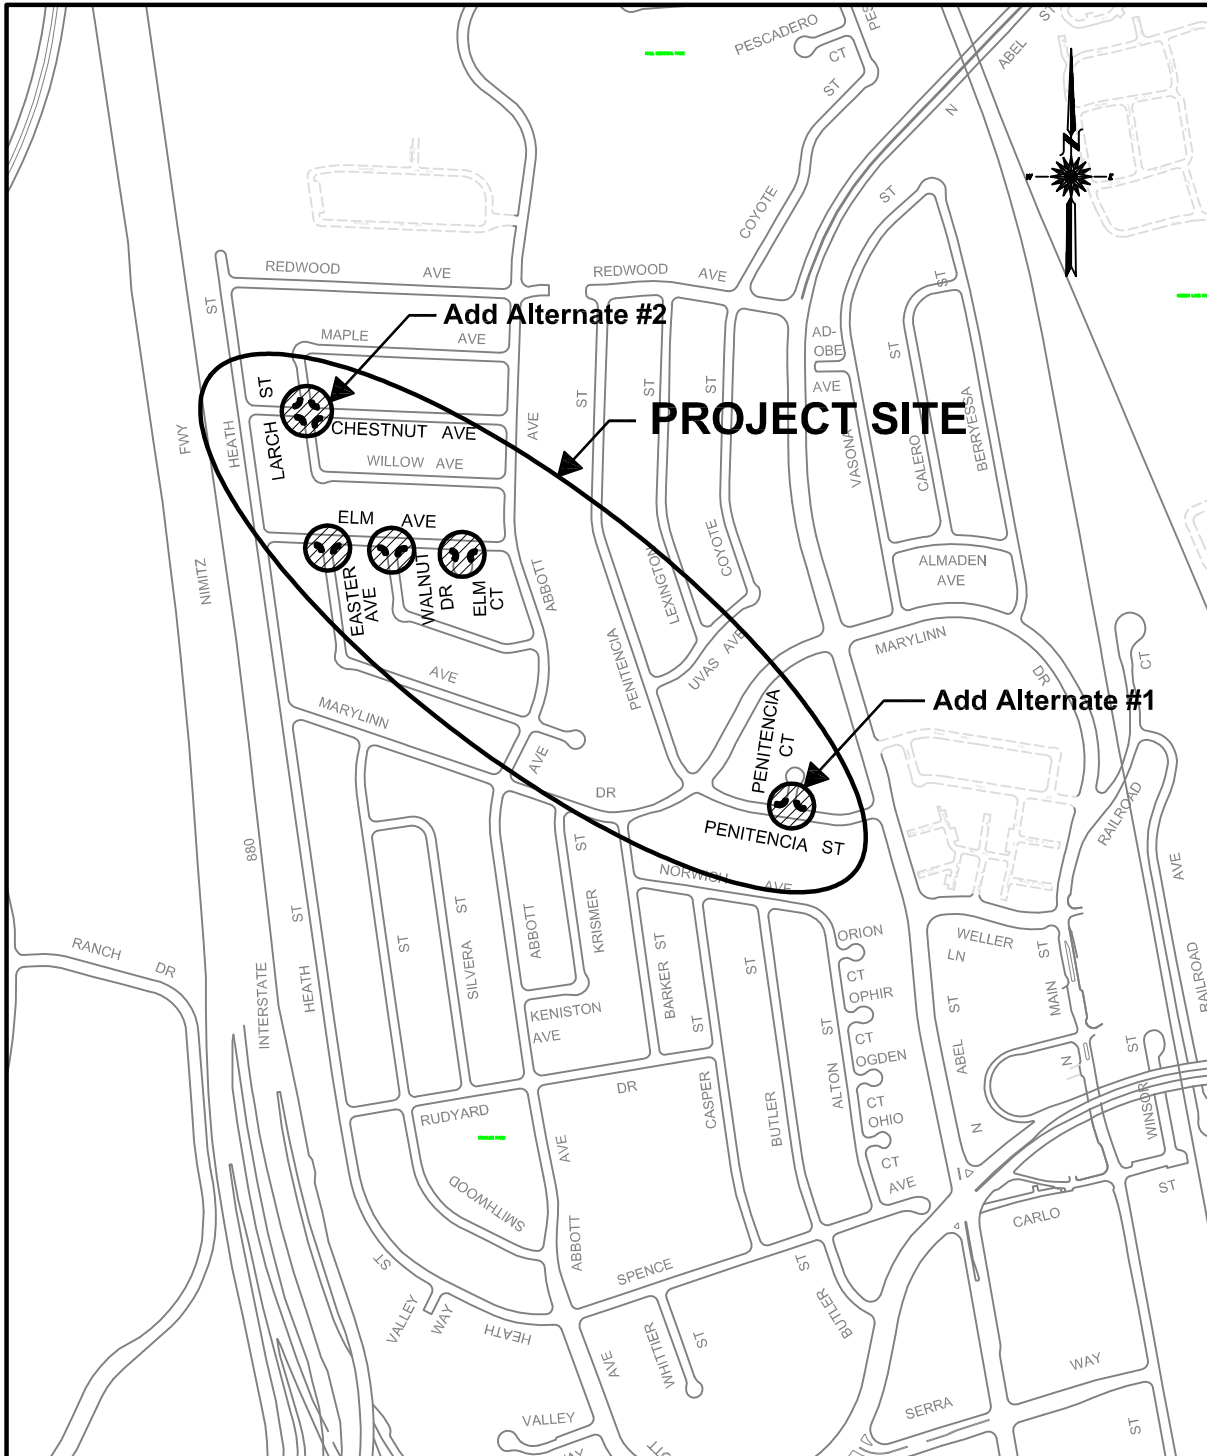 PESCADERO
CT
ST
PES
ABEL
ST
N
N
W
E
COYOTE
ST
REDWOOD
AVE
REDWOOD
AVE
ST
MAPLE
AVE
Add Alternate #2
AD-
OBE
AVE
ST
ST
PROJECT SITE
ST
LARCH
CHESTNUT AVE
WILLOW AVE
AVE
ST
ST
ST
FWY
HEATH
NIMITZ
VASONA
CALERO
BERRYESSA
ELM AVE
EASTER
AVE
WALNUT
DR
ELM
CT
ABBOTT
LEXINGTON
COYOTE
ALMADEN
AVE
PENITENCIA
UVAS AVE
MARYLINN
DR
CT
AVE
MARYLINN
AVE
DR
Add Alternate #1
PENITENCIA
CT
PENITENCIA ST
RAILROAD
AVE
880
NORWICH AVE
ST
KRISMER
ST
ABBOTT
ST
SILVERA
ST
RANCH
DR
INTERSTATE
HEATH
KENISTON
AVE
BARKER ST
ST
ST
ST
ORION
CT
OPHIR
CT
OGDEN
CT
OHIO
CT
AVE
WELLER
LN
ST
MAIN
N
ST
ABEL
N
RAILROAD
ST
WINSOR
RUDYARD
DR
CASPER
BUTLER
ALTON
SMITHWOOD
AVE
ABBOTT
SPENCE
ST
BUTLER
CARLO
ST
ST
VALLEY
WAY
HEATH
AVE
WHITTIER
ST
WAY
VALLEY
SERRA
ST